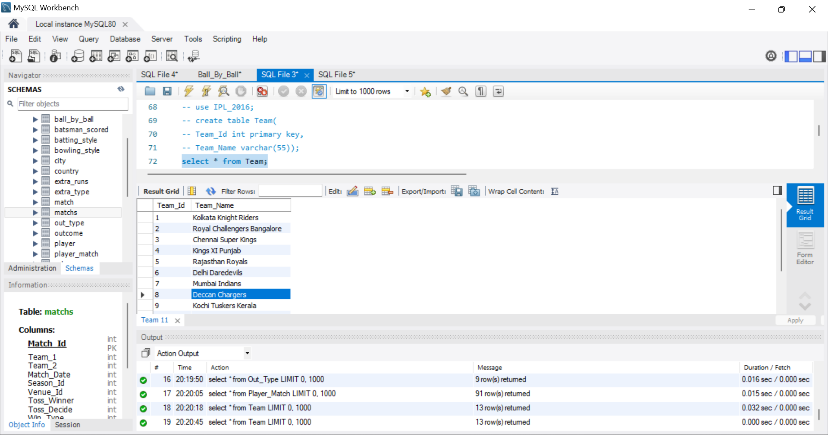 MySQL Workbench
Local instance MySQL80 ×
File Edit View Query Database Server Tools Scripting Help
Navigator
SCHEMAS
Filter objects
ball_by_ball
batsman_scored
batting_style
bowling_style
city
country
extra_runs
extra_type
match
matchs
out_type
outcome
player
player_match
Administration Schemas
Information
Table: matchs
Columns:
Match_Id int PK
Team_1 int
Team_2 int
Match_Date int
Season_Id int
Venue_Id int
Toss_Winner int
Toss_Decide int
Win_Type int
Object Info Session
SQL File 4* Ball_By_Ball* SQL File 3* × SQL File 5*
Limit to 1000 rows
68 -- use IPL_2016;
69 -- create table Team(
70 -- Team_Id int primary key,
71 -- Team_Name varchar(55));
72 select * from Team;
Result Grid Filter Rows: Edit: Export/Import: Wrap Cell Content:
Team_Id Team_Name
1 Kolkata Knight Riders
2 Royal Challengers Bangalore
3 Chennai Super Kings
4 Kings XI Punjab
5 Rajasthan Royals
6 Delhi Daredevils
7 Mumbai Indians
8 Deccan Chargers
9 Kochi Tuskers Kerala
Result Grid
Form Editor
Team 11 × Apply
Output
Action Output
# Time Action Message Duration / Fetch
16 20:19:50 select * from Out_Type LIMIT 0, 1000 9 row(s) returned 0.016 sec / 0.000 sec
17 20:20:05 select * from Player_Match LIMIT 0, 1000 91 row(s) returned 0.015 sec / 0.000 sec
18 20:20:18 select * from Team LIMIT 0, 1000 13 row(s) returned 0.032 sec / 0.000 sec
19 20:20:45 select * from Team LIMIT 0, 1000 13 row(s) returned 0.000 sec / 0.000 sec